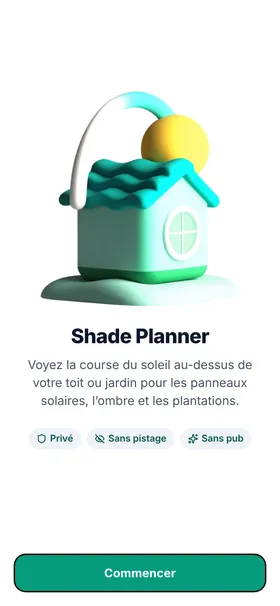 Shade Planner
Voyez la course du soleil au-dessus de
votre toit ou jardin pour les panneaux
solaires, l’ombre et les plantations.
Privé
Sans pistage
Sans pub
Commencer